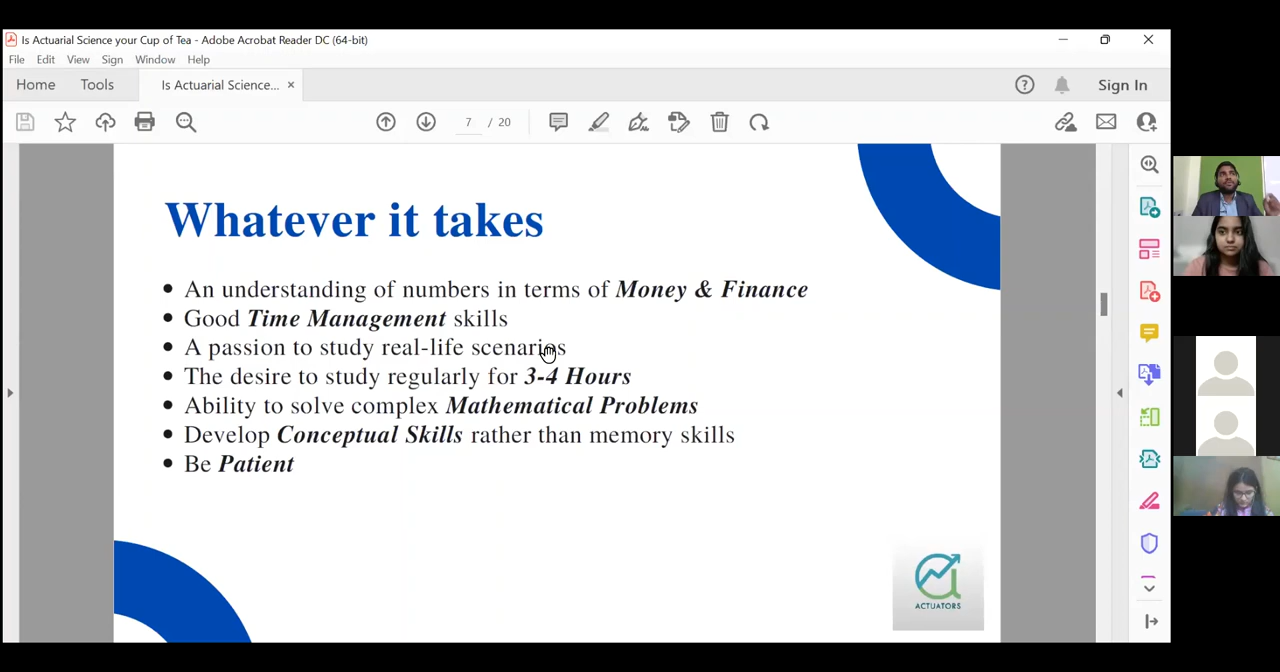 Is Actuarial Science your Cup of Tea - Adobe Acrobat Reader DC (64-bit)
File Edit View Sign Window Help
Home Tools Is Actuarial Science... × Sign In
7 / 20
Whatever it takes
• An understanding of numbers in terms of Money & Finance
• Good Time Management skills
• A passion to study real-life scenarios
• The desire to study regularly for 3-4 Hours
• Ability to solve complex Mathematical Problems
• Develop Conceptual Skills rather than memory skills
• Be Patient
ACTUATORS